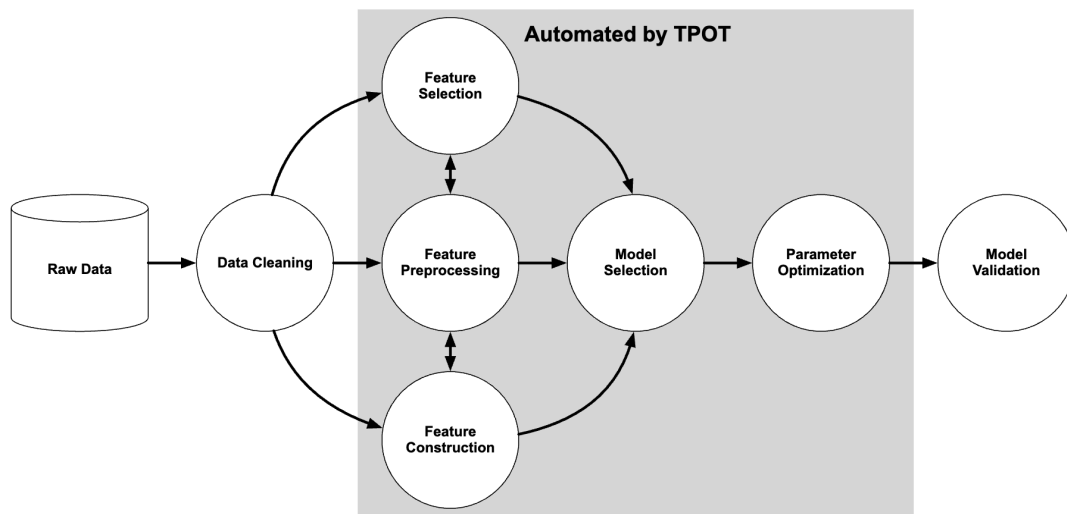 Automated by TPOT
Feature
Selection
Raw Data
Data Cleaning
Feature
Preprocessing
Model
Selection
Parameter
Optimization
Model
Validation
Feature
Construction